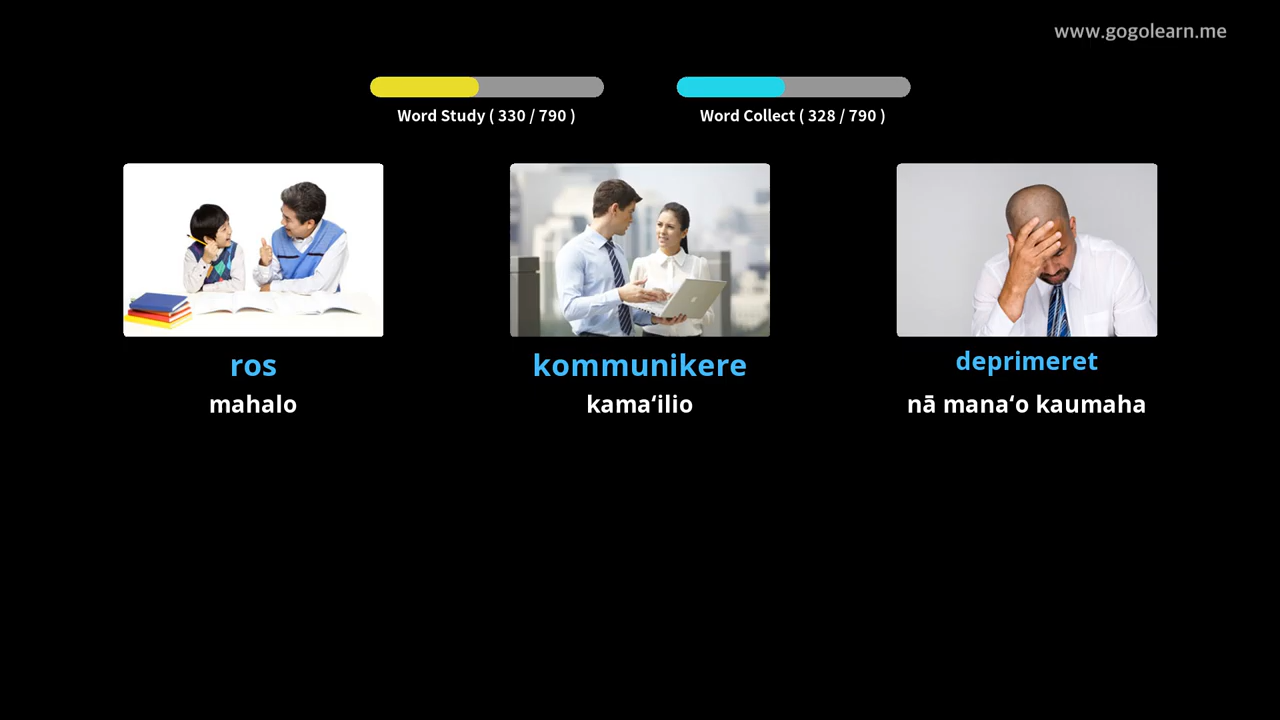 www.gogolearn.me
Word Study ( 330 / 790 )
Word Collect ( 328 / 790 )
ros
kommunikere
deprimeret
mahalo
kamaʻilio
nā manaʻo kaumaha